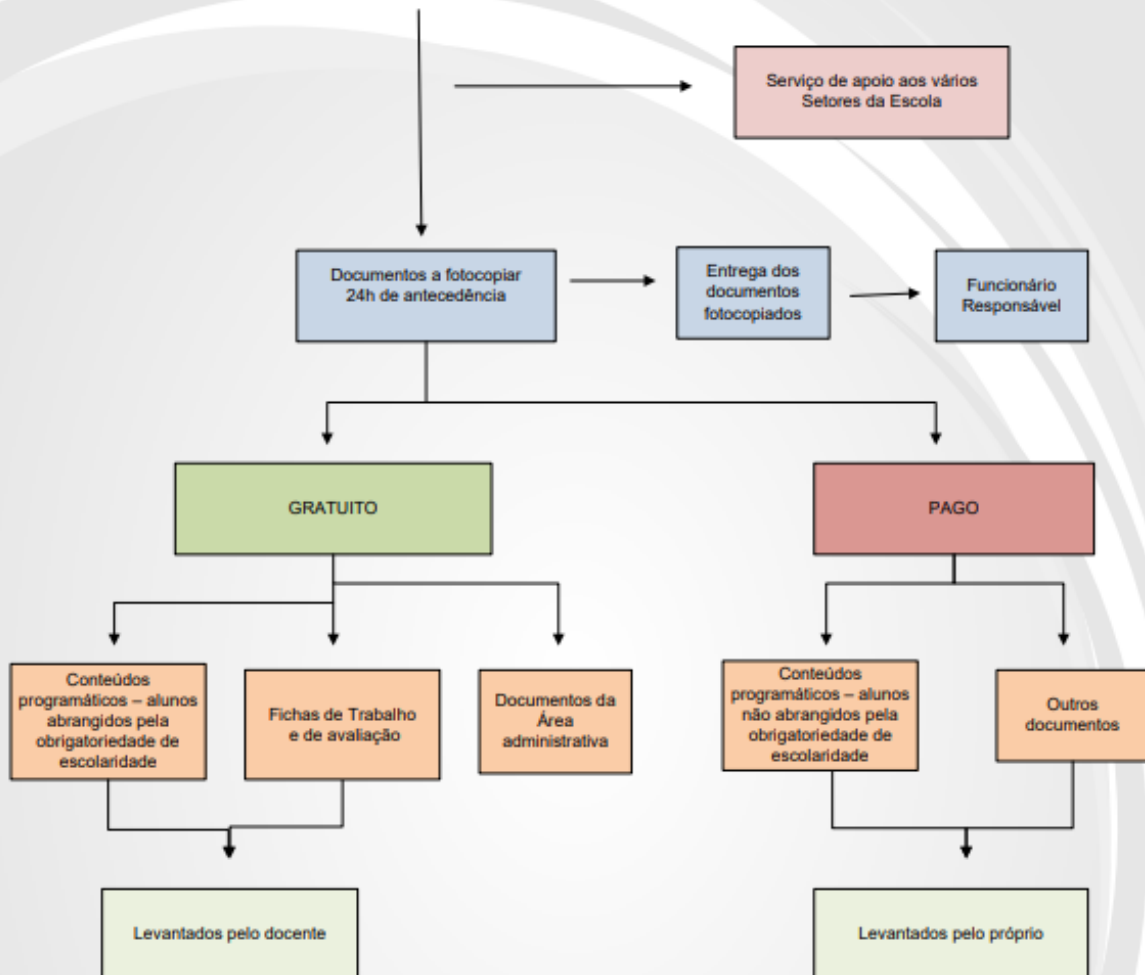 Serviço de apoio aos vários
Setores da Escola
Documentos a fotocopiar
24h de antecedência
Entrega dos
documentos
fotocopiados
Funcionário
Responsável
GRATUITO
PAGO
Conteúdos
programáticos – alunos
abrangidos pela
obrigatoriedade de
escolaridade
Fichas de Trabalho
e de avaliação
Documentos da
Área
administrativa
Conteúdos
programáticos – alunos
não abrangidos pela
obrigatoriedade de
escolaridade
Outros
documentos
Levantados pelo docente
Levantados pelo próprio